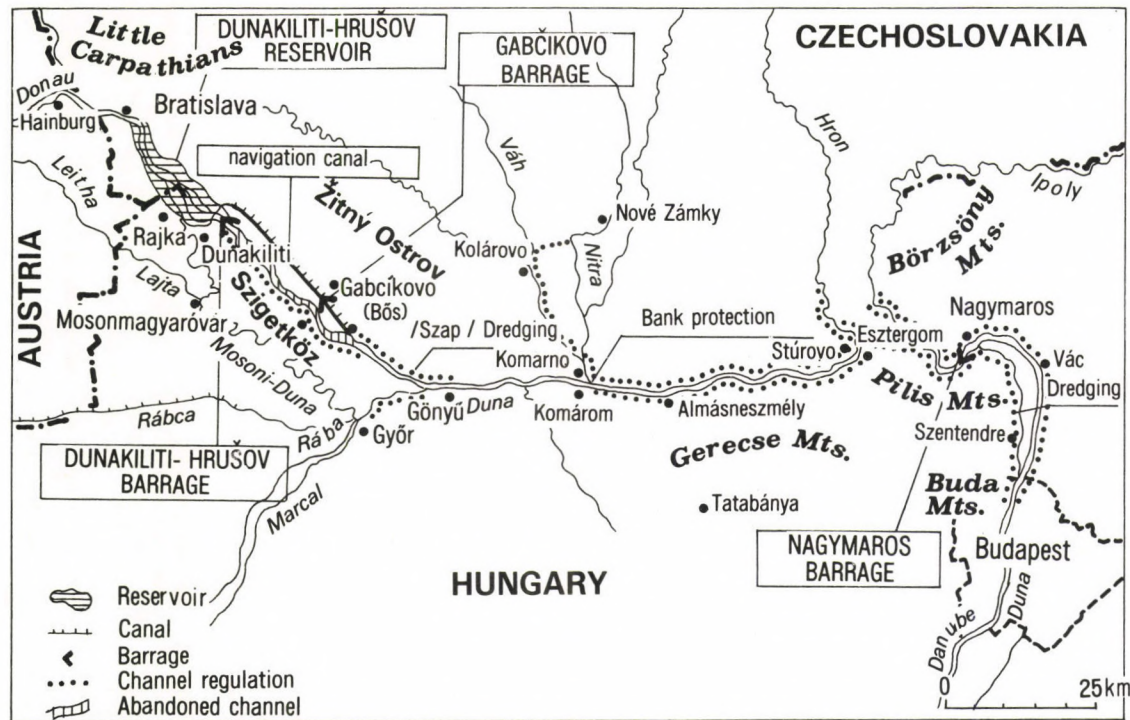 Little
Carpathians
DUNAKILITI-HRUŠOV
RESERVOIR
GABČIKOVO
BARRAGE
CZECHOSLOVAKIA
Donau
Hainburg
Bratislava
navigation canal
Leitha
Váh
Hron
Ipoly
Žitný Ostrov
Nové Zámky
Kolárovo
Nitra
Börzsöny
Mts.
AUSTRIA
Rajka
Dunakiliti
Lajta
Szigetköz
Gabcíkovo
(Bős)
Mosonmagyaróvár
Mosoni-Duna
/Szap / Dredging
Bank protection
Komarno
Stúrovo
Esztergom
Nagymaros
Vác
Dredging
Pilis Mts.
Rábca
Rába
Győr
Gönyű
Duna
Komárom
Almásneszmély
Gerecse Mts.
Szentendre
DUNAKILITI- HRUŠOV
BARRAGE
Marcal
Tatabánya
Buda
Mts.
NAGYMAROS
BARRAGE
Budapest
HUNGARY
Danube
Duna
Reservoir
Canal
Barrage
Channel regulation
Abandoned channel
0 25km